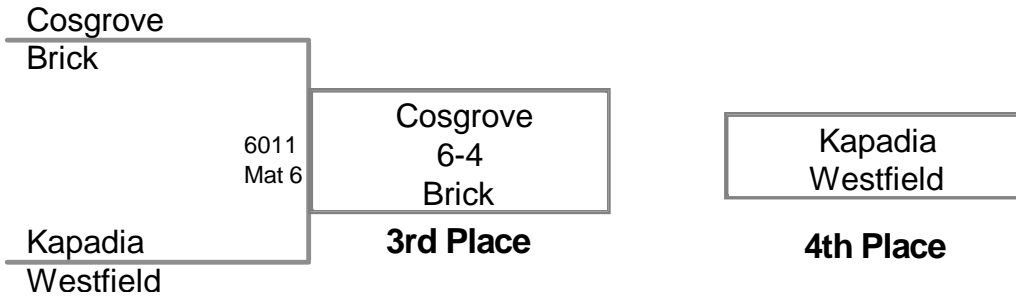 Cosgrove
Brick
6011
Mat 6
Kapadia
Westfield
Cosgrove
6-4
Brick
3rd Place
Kapadia
Westfield
4th Place